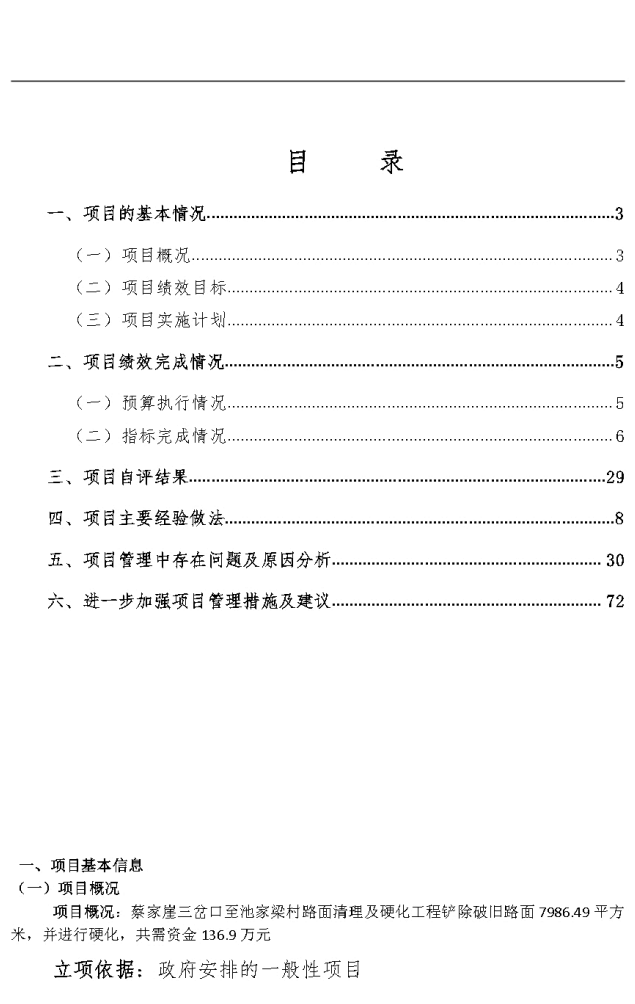 目 录
一、项目的基本情况........................3
（一）项目概况........................3
（二）项目绩效目标........................4
（三）项目实施计划........................4
二、项目绩效完成情况........................5
（一）预算执行情况........................5
（二）指标完成情况........................6
三、项目自评结果........................29
四、项目主要经验做法........................8
五、项目管理中存在问题及原因分析........................30
六、进一步加强项目管理措施及建议........................72
一、项目基本信息
（一）项目概况
项目概况：蔡家崖三岔口至池家梁村路面清理及硬化工程铲除破旧路面 7986.49 平方
米，并进行硬化，共需资金 136.9 万元
立项依据：政府安排的一般性项目